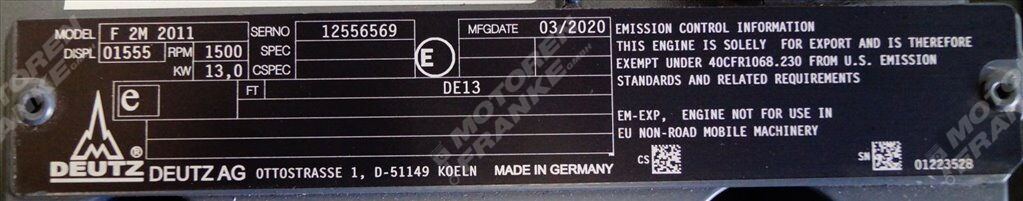 MODEL F 2M 2011 SERNO 12556569 MFGDATE 03/2020
DISPL 01555 RPM 1500 SPEC
KW 13,0 CSPEC
E
e FT DE13
DEUTZ ®
DEUTZ AG OTTOSTRASSE 1, D-51149 KOELN MADE IN GERMANY
EMISSION CONTROL INFORMATION
THIS ENGINE IS SOLELY FOR EXPORT AND IS THEREFORE
EXEMPT UNDER 40CFR1068.230 FROM U.S. EMISSION
STANDARDS AND RELATED REQUIREMENTS
EM-EXP, ENGINE NOT FOR USE IN
EU NON-ROAD MOBILE MACHINERY
CS SN 01223528
MOTOREN
FRANKE